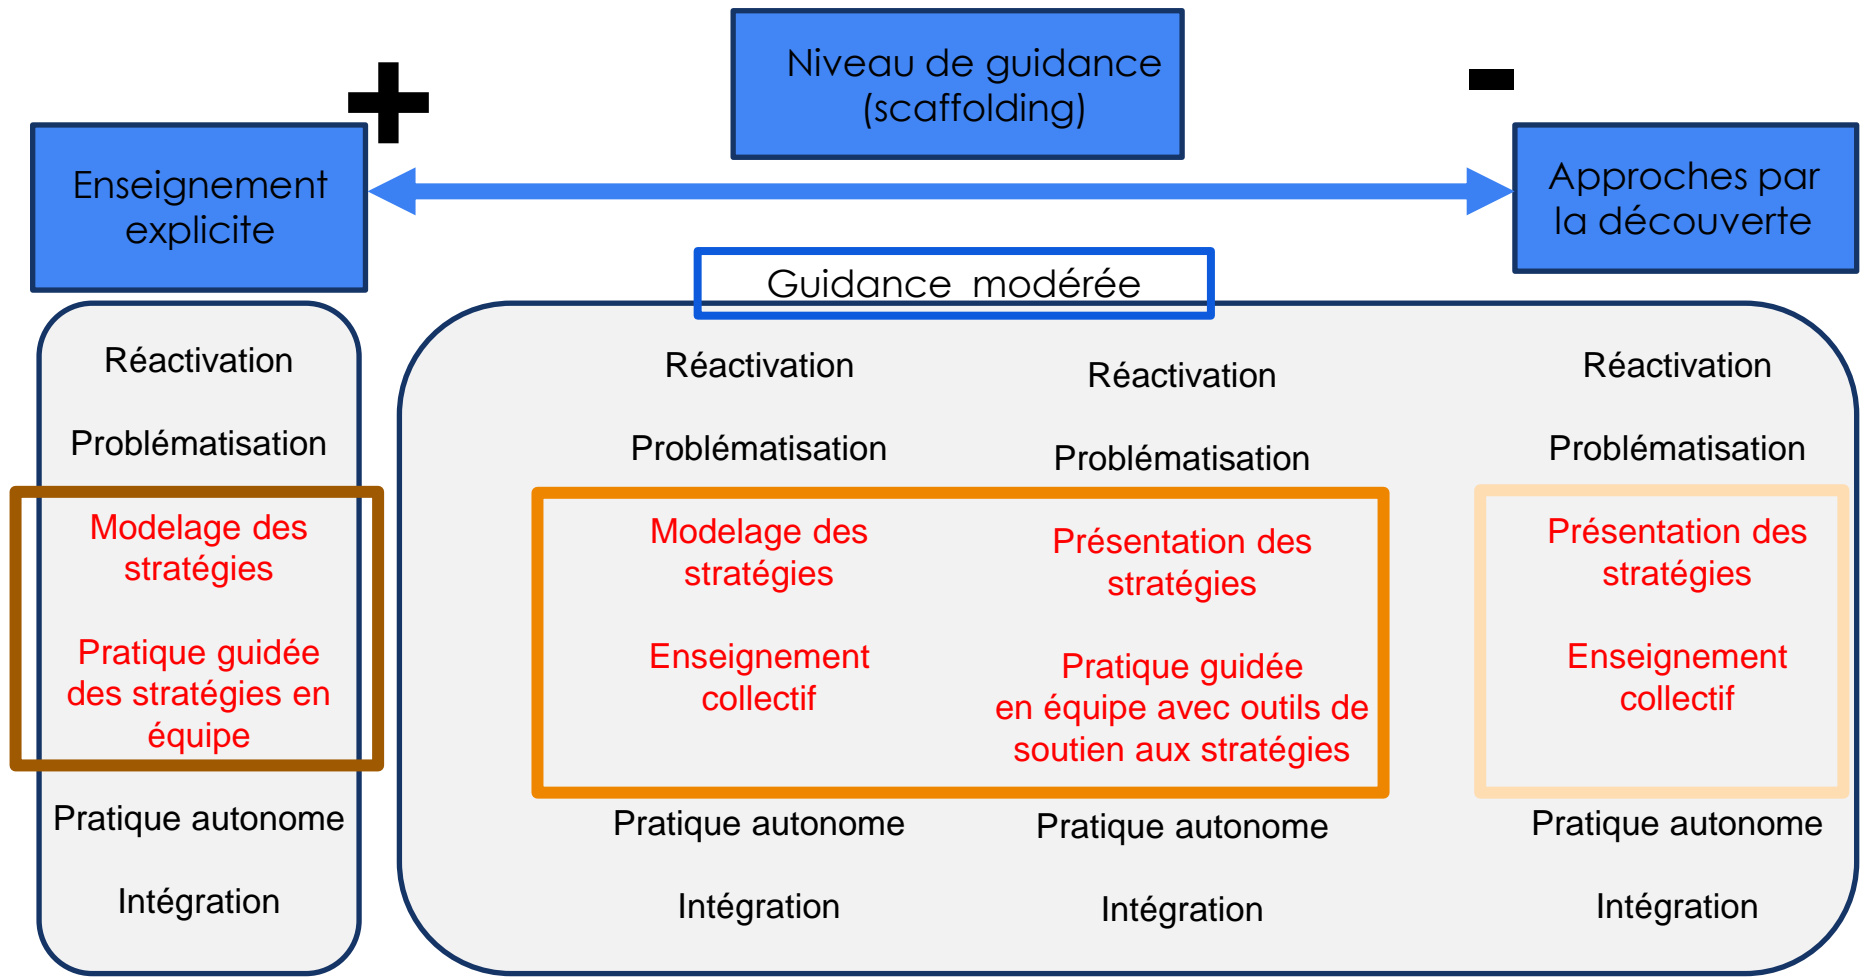 Niveau de guidance
(scaffolding)
+
-
Enseignement
explicite
Approches par
la découverte
Guidance modérée
Réactivation
Problématisation
Modelage des
stratégies
Pratique guidée
des stratégies en
équipe
Pratique autonome
Intégration
Réactivation
Problématisation
Modelage des
stratégies
Enseignement
collectif
Pratique autonome
Intégration
Réactivation
Problématisation
Présentation des
stratégies
Pratique guidée
en équipe avec outils de
soutien aux stratégies
Pratique autonome
Intégration
Réactivation
Problématisation
Présentation des
stratégies
Enseignement
collectif
Pratique autonome
Intégration